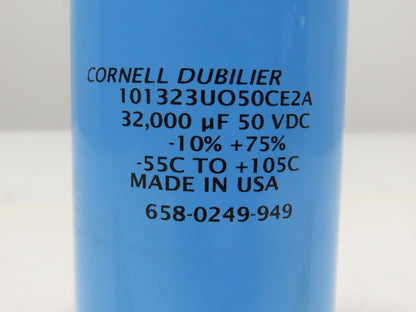 CORNELL DUBILIER
101323UO50CE2A
32,000 µF 50 VDC
-10% +75%
-55C TO +105C
MADE IN USA
658-0249-949